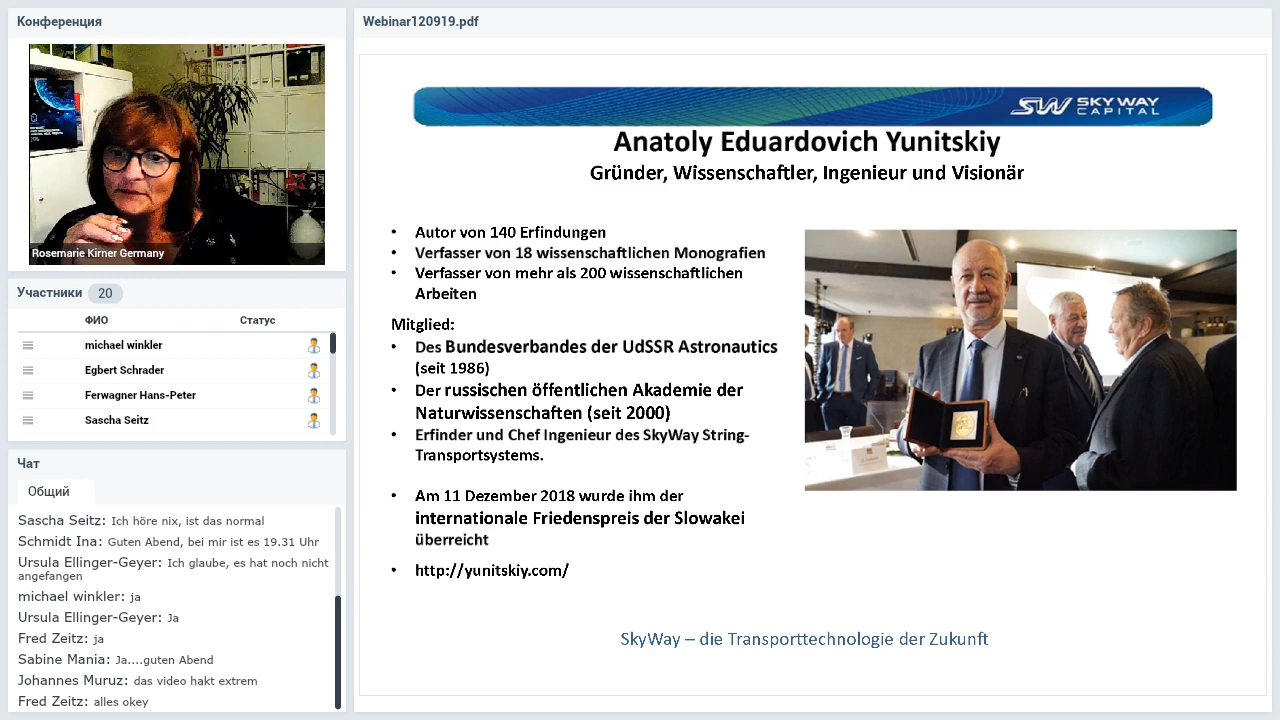 Конференция
Rosemarie Kirner Germany
Участники 20
ФИО Статус
michael winkler
Egbert Schrader
Ferwagner Hans-Peter
Sascha Seitz
Чат
Общий
Sascha Seitz: Ich höre nix, ist das normal
Schmidt Ina: Guten Abend, bei mir ist es 19.31 Uhr
Ursula Ellinger-Geyer: Ich glaube, es hat noch nicht
angefangen
michael winkler: ja
Ursula Ellinger-Geyer: Ja
Fred Zeitz: ja
Sabine Mania: Ja....guten Abend
Johannes Muruz: das video hakt extrem
Fred Zeitz: alles okey
Webinar120919.pdf
SW SKY WAY
CAPITAL
Anatoly Eduardovich Yunitskiy
Gründer, Wissenschaftler, Ingenieur und Visionär
• Autor von 140 Erfindungen
• Verfasser von 18 wissenschaftlichen Monografien
• Verfasser von mehr als 200 wissenschaftlichen
Arbeiten
Mitglied:
• Des Bundesverbandes der UdSSR Astronautics
(seit 1986)
• Der russischen öffentlichen Akademie der
Naturwissenschaften (seit 2000)
• Erfinder und Chef Ingenieur des SkyWay String-
Transportsystems.
• Am 11 Dezember 2018 wurde ihm der
internationale Friedenspreis der Slowakei
überreicht
• http://yunitskiy.com/
SkyWay – die Transporttechnologie der Zukunft